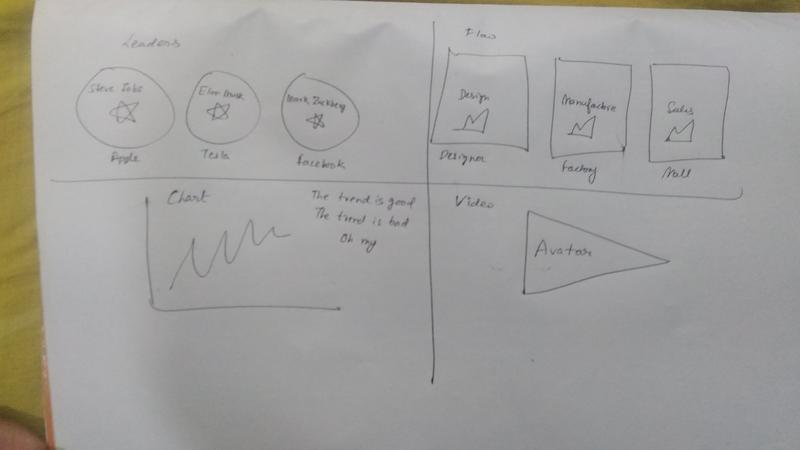 Leaders
Steve Jobs
Elon Musk
Mark Zuckberg
Apple
Tesla
Facebook
Flow
Design
Manufactire
Sales
Designer
Factory
Mall
Chart
The trend is good
The trend is bad
Oh my
Video
Avatar